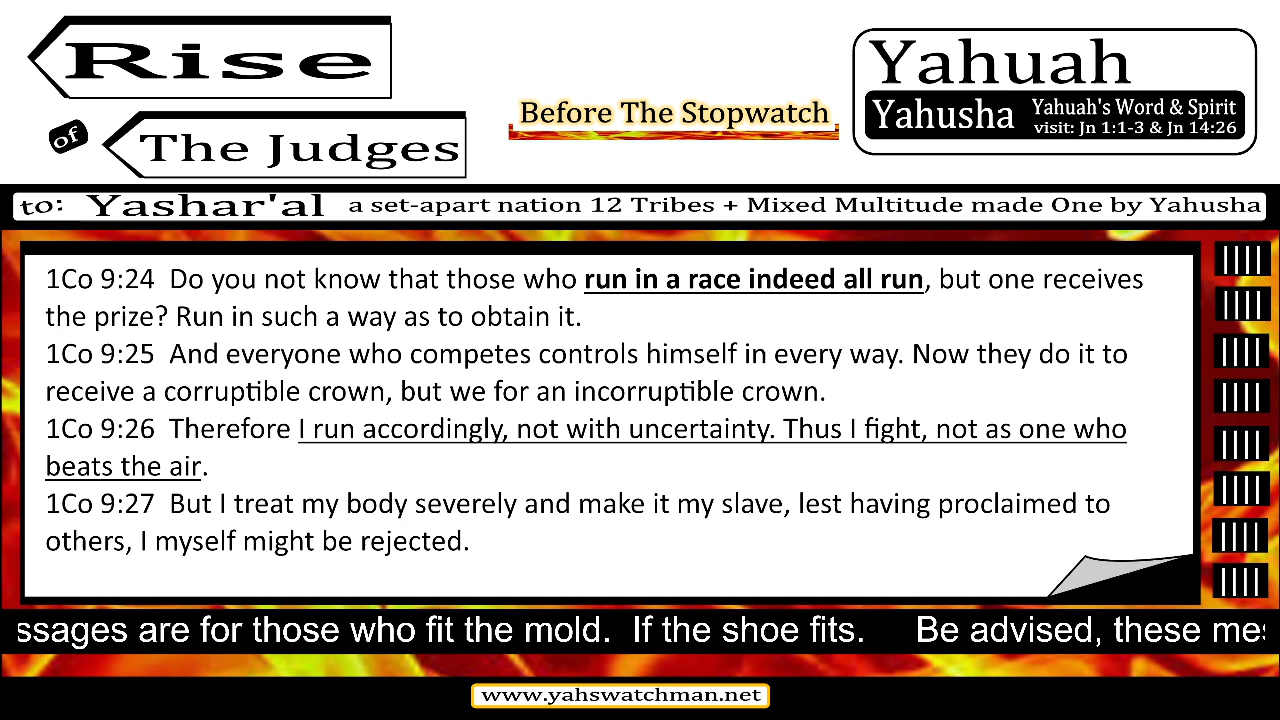 Rise
of
The Judges
Before The Stopwatch
Yahuah
Yahusha Yahuah's Word & Spirit
visit: Jn 1:1-3 & Jn 14:26
to: Yashar'al a set-apart nation 12 Tribes + Mixed Multitude made One by Yahusha
1Co 9:24 Do you not know that those who run in a race indeed all run, but one receives
the prize? Run in such a way as to obtain it.
1Co 9:25 And everyone who competes controls himself in every way. Now they do it to
receive a corruptible crown, but we for an incorruptible crown.
1Co 9:26 Therefore I run accordingly, not with uncertainty. Thus I fight, not as one who
beats the air.
1Co 9:27 But I treat my body severely and make it my slave, lest having proclaimed to
others, I myself might be rejected.
ssages are for those who fit the mold. If the shoe fits. Be advised, these mes
www.yahswatchman.net